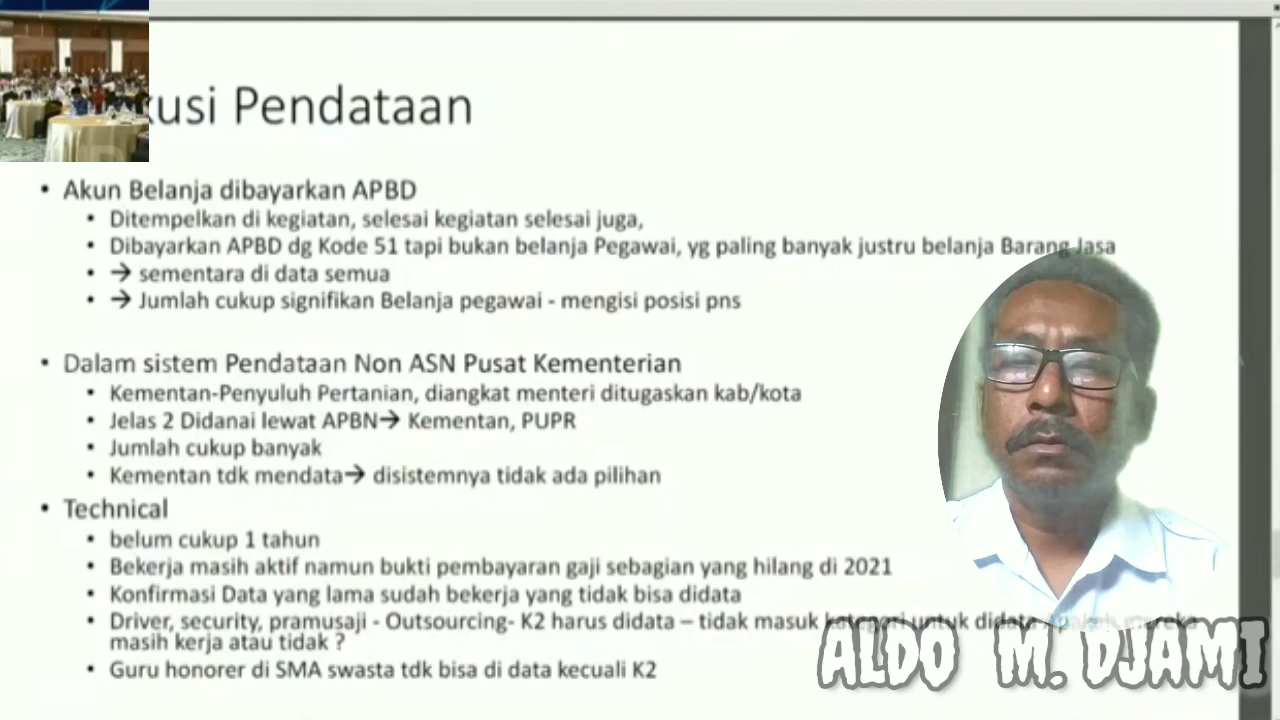 kusi Pendataan
• Akun Belanja dibayarkan APBD
• Ditempelkan di kegiatan, selesai kegiatan selesai juga,
• Dibayarkan APBD dg Kode 51 tapi bukan belanja Pegawai, yg paling banyak justru belanja Barang Jasa
• → sementara di data semua
• → Jumlah cukup signifikan Belanja pegawai - mengisi posisi pns
• Dalam sistem Pendataan Non ASN Pusat Kementerian
• Kementan-Penyuluh Pertanian, diangkat menteri ditugaskan kab/kota
• Jelas 2 Didanai lewat APBN→ Kementan, PUPR
• Jumlah cukup banyak
• Kementan tdk mendata→ disistemnya tidak ada pilihan
• Technical
• belum cukup 1 tahun
• Bekerja masih aktif namun bukti pembayaran gaji sebagian yang hilang di 2021
• Konfirmasi Data yang lama sudah bekerja yang tidak bisa didata
• Driver, security, pramusaji - Outsourcing- K2 harus didata – tidak masuk kategori untuk didata, mereka
masih kerja atau tidak ?
• Guru honorer di SMA swasta tdk bisa di data kecuali K2
ALDO M. DJAMI